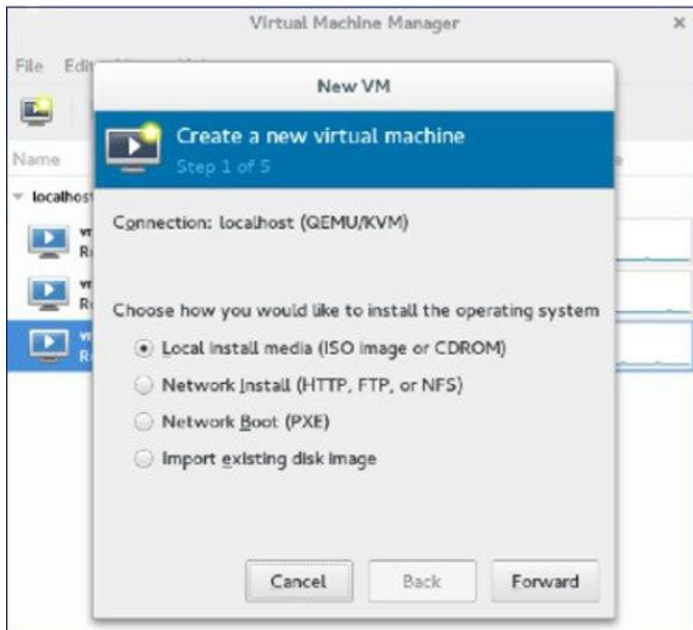 Virtual Machine Manager
File
New VM
Name
Create a new virtual machine
Step 1 of 5
Connection: localhost (QEMU/KVM)
Choose how you would like to install the operating system
Local install media (ISO image or CDROM)
Network Install (HTTP, FTP, or NFS)
Network Boot (PXE)
Import existing disk image
Cancel
Back
Forward